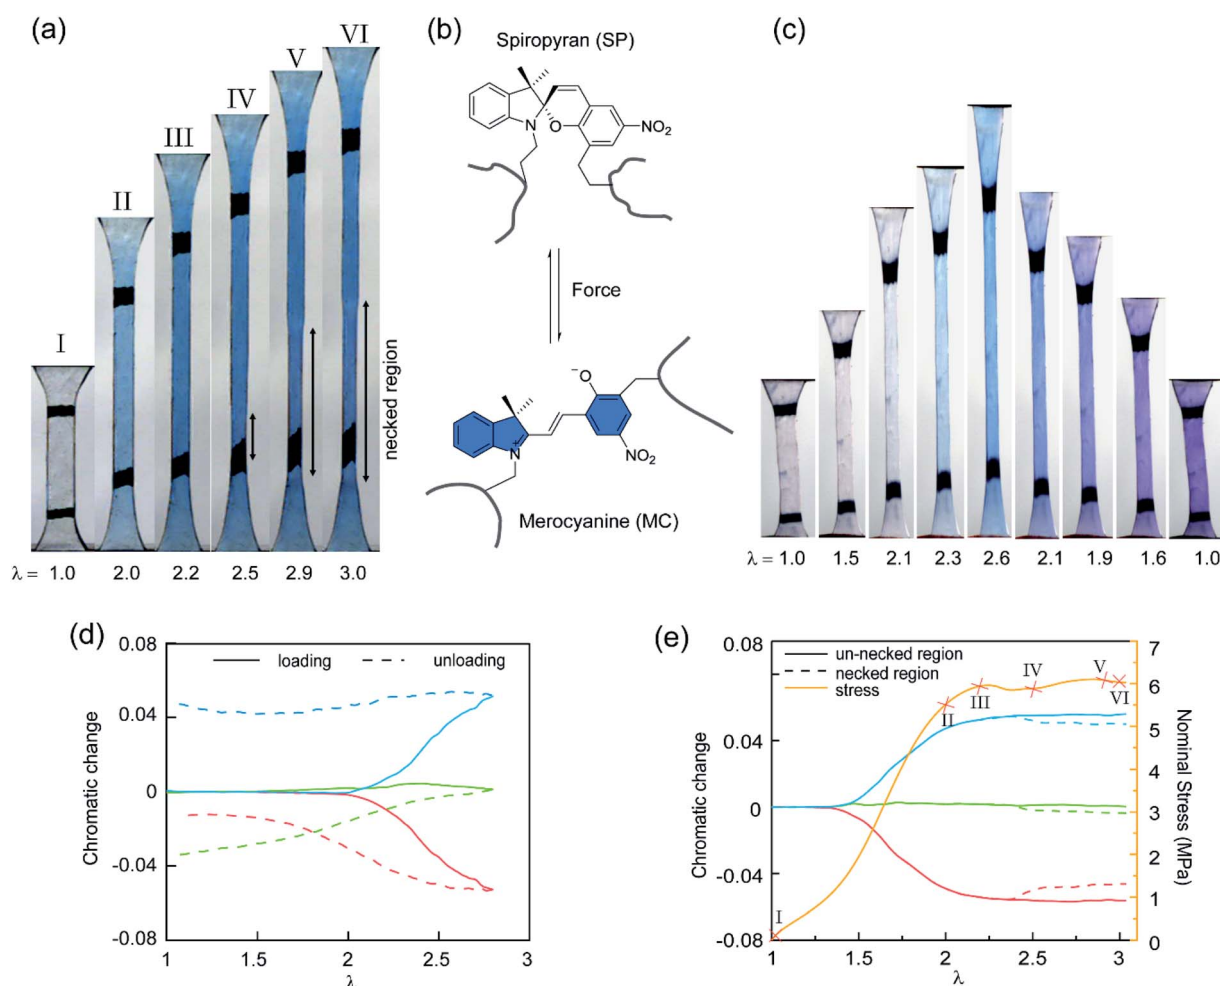 (a)
I
II
III
IV
V
VI
necked region
λ = 1.0 2.0 2.2 2.5 2.9 3.0
(b)
Spiropyran (SP)
N
O
NO₂
Force
⁻O
N
+
NO₂
Merocyanine (MC)
(c)
λ = 1.0 1.5 2.1 2.3 2.6 2.1 1.9 1.6 1.0
(d)
0.08
0.04
0
-0.04
-0.08
Chromatic change
loading unloading
1 1.5 2 2.5 3
λ
(e)
0.08
0.04
0
-0.04
-0.08
Chromatic change
un-necked region
necked region
stress
I
II
III
IV
V
VI
7
6
5
4
3
2
1
0
Nominal Stress (MPa)
1 1.5 2 2.5 3
λ